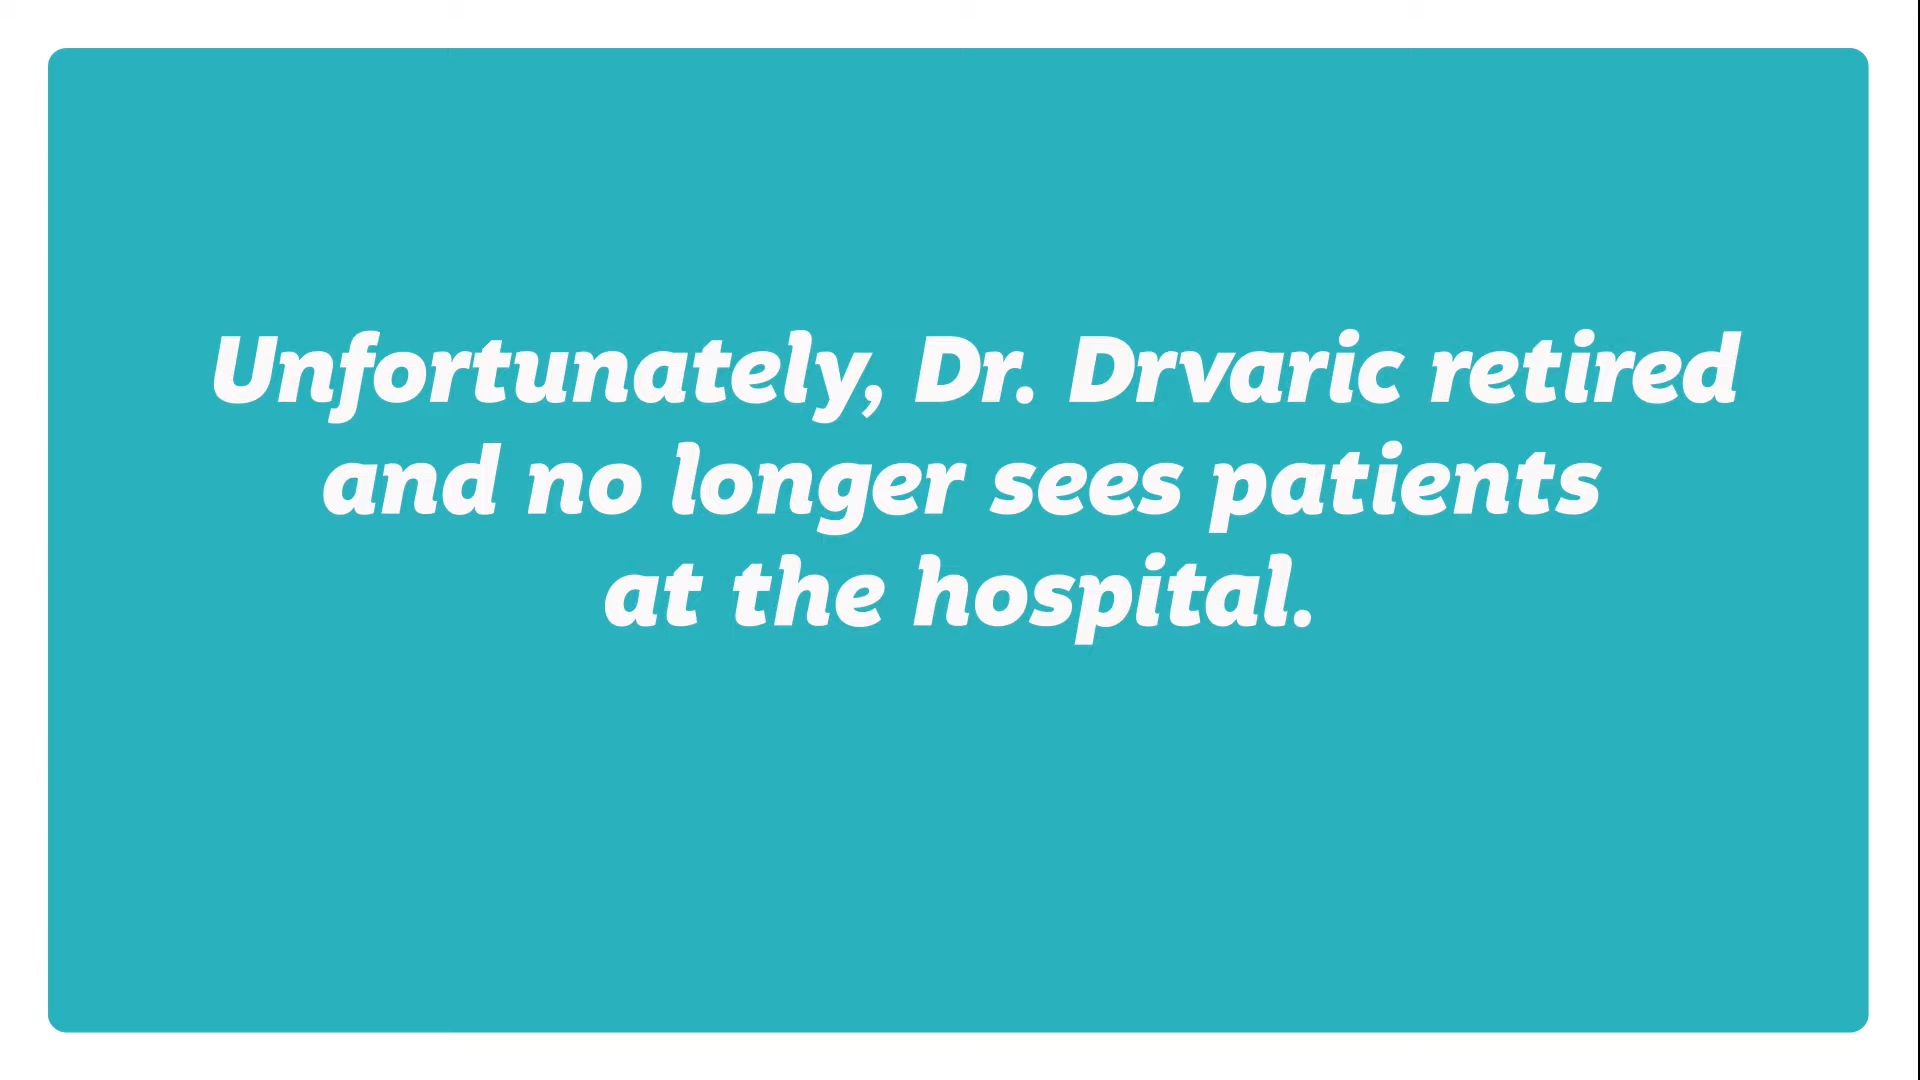 Unfortunately, Dr. Drvaric retired
and no longer sees patients
at the hospital.